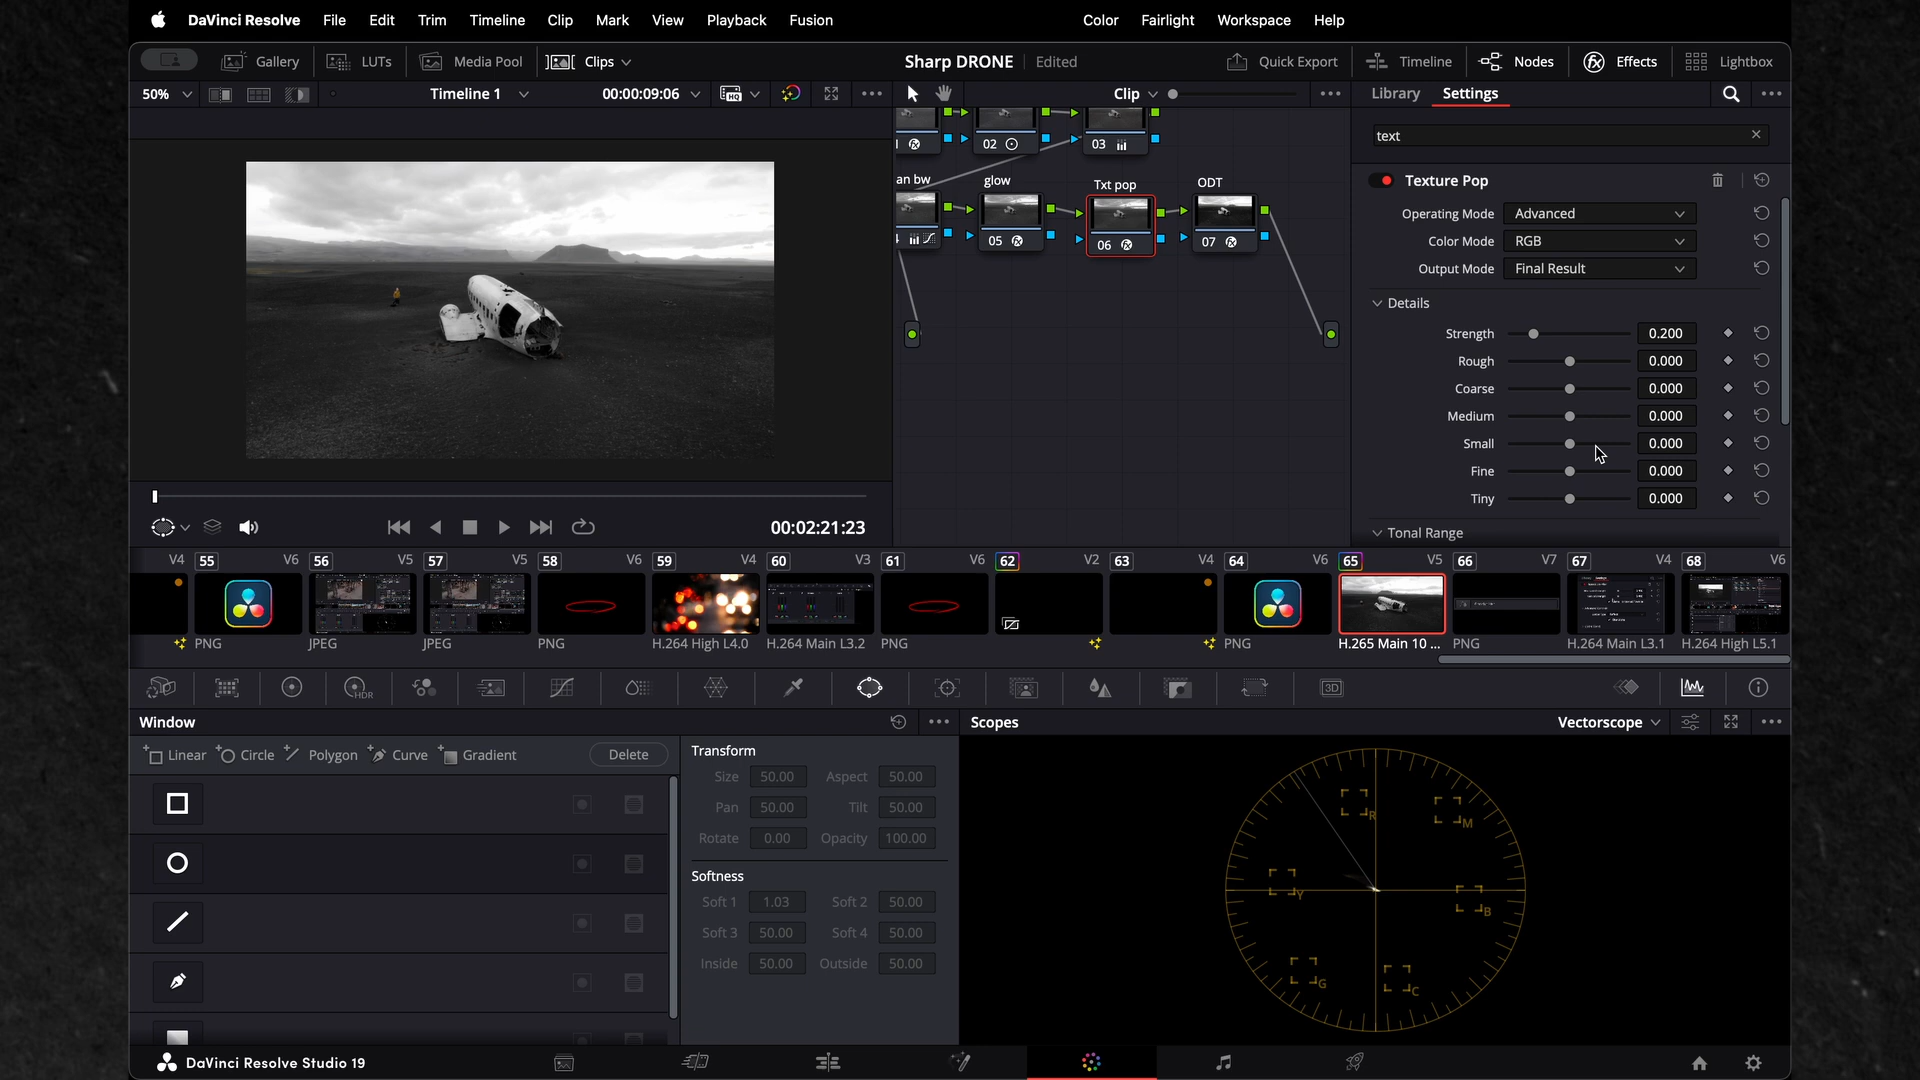 DaVinci Resolve File Edit Trim Timeline Clip Mark View Playback Fusion Color Fairlight Workspace Help
Gallery LUTs Media Pool Clips Sharp DRONE Edited Quick Export Timeline Nodes Effects Lightbox
50% Timeline 1 00:00:09:06 HQ Clip Library Settings
text
02 03
an bw glow Txt pop ODT
05 06 07
Texture Pop
Operating Mode Advanced
Color Mode RGB
Output Mode Final Result
Details
Strength 0.200
Rough 0.000
Coarse 0.000
Medium 0.000
Small 0.000
Fine 0.000
Tiny 0.000
Tonal Range
00:02:21:23
V4 55 V6 56 V5 57 V5 58 V6 59 V4 60 V3 61 V6 62 V2 63 V4 64 V6 65 V5 66 V7 67 V4 68 V6
PNG JPEG JPEG PNG H.264 High L4.0 H.264 Main L3.2 PNG PNG H.265 Main 10 ... PNG H.264 Main L3.1 H.264 High L5.1
HDR 3D
Window Scopes Vectorscope
Linear Circle Polygon Curve Gradient Delete
Transform
Size 50.00 Aspect 50.00
Pan 50.00 Tilt 50.00
Rotate 0.00 Opacity 100.00
Softness
Soft 1 1.03 Soft 2 50.00
Soft 3 50.00 Soft 4 50.00
Inside 50.00 Outside 50.00
R M
Y B
G C
DaVinci Resolve Studio 19